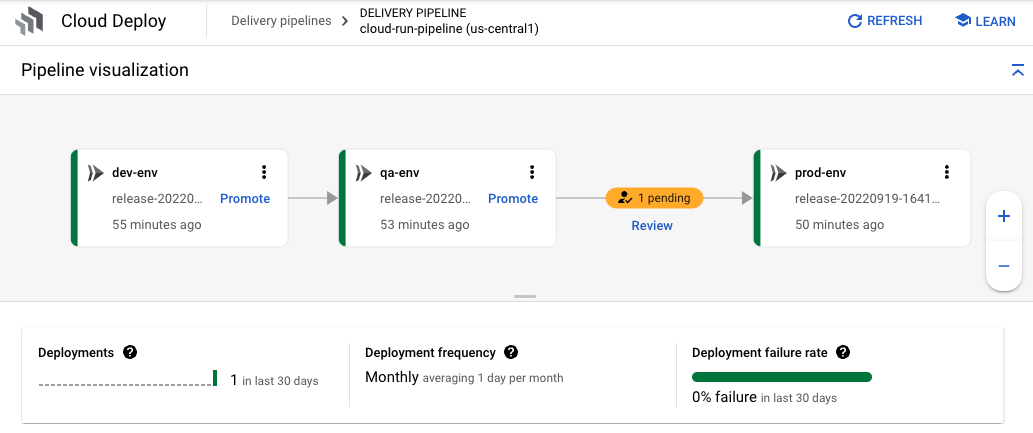 Cloud Deploy
Delivery pipelines
DELIVERY PIPELINE
cloud-run-pipeline (us-central1)
REFRESH
LEARN
Pipeline visualization
dev-env
release-20220...
Promote
55 minutes ago
qa-env
release-20220...
Promote
53 minutes ago
1 pending
Review
prod-env
release-20220919-1641...
50 minutes ago
Deployments
1 in last 30 days
Deployment frequency
Monthly averaging 1 day per month
Deployment failure rate
0% failure in last 30 days